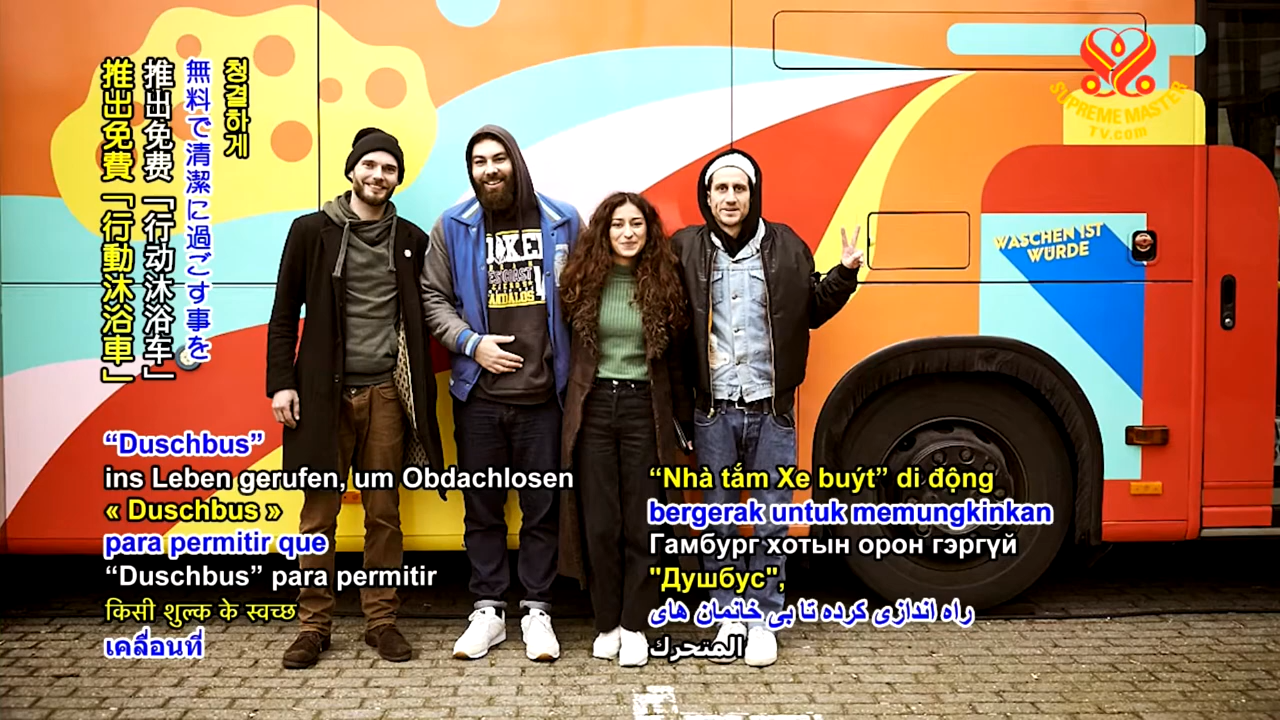 청결하게
無料で清潔に過ごす事を
推出免费「行动沐浴车」
推出免費「行動沐浴車」
SUPREME MASTER
TV.com
WASCHEN IST
WÜRDE
“Duschbus”
ins Leben gerufen, um Obdachlosen
« Duschbus »
para permitir que
“Duschbus” para permitir
किसी शुल्क के स्वच्छ
เคลื่อนที่
“Nhà tắm Xe buýt” di động
bergerak untuk memungkinkan
Гамбург хотын орон гэргүй
"Душбус",
راه اندازی کرده تا بی خانمان های
المتحرك